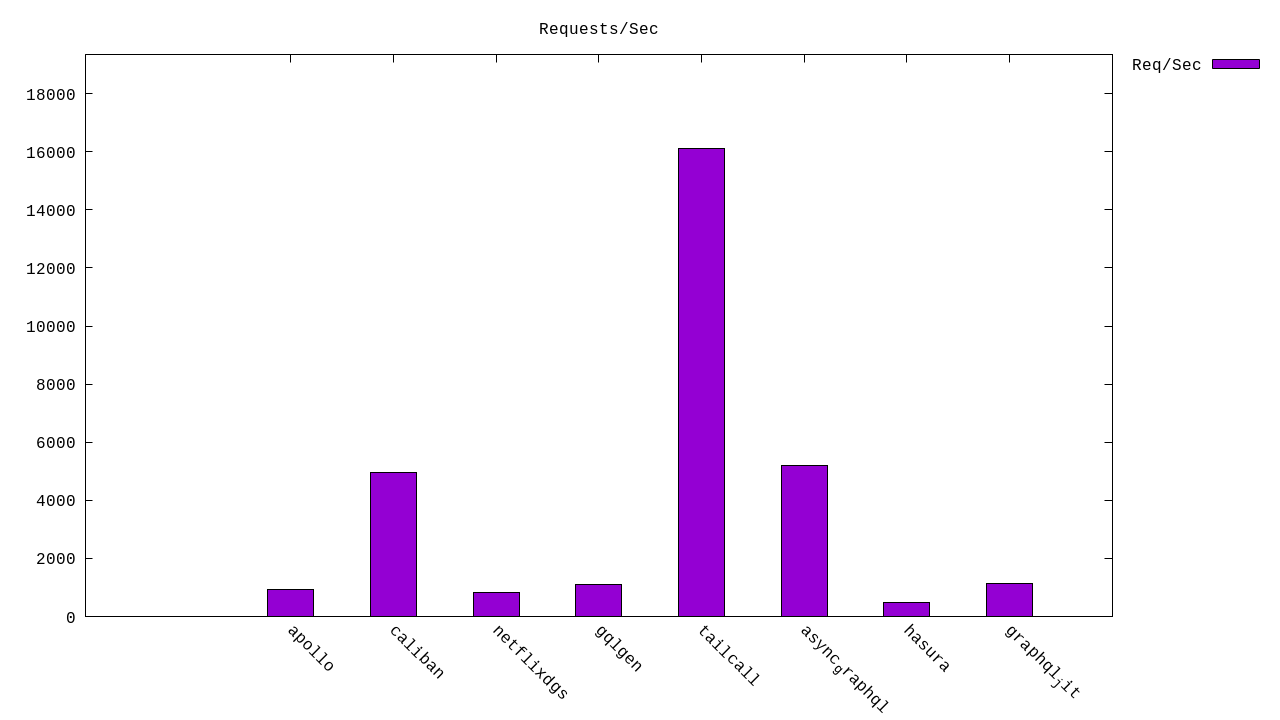 Requests/Sec
Req/Sec
18000
16000
14000
12000
10000
8000
6000
4000
2000
0
apollo
caliban
netflixdgs
gqlgen
tailcall
async_graphql
hasura
graphql_jit